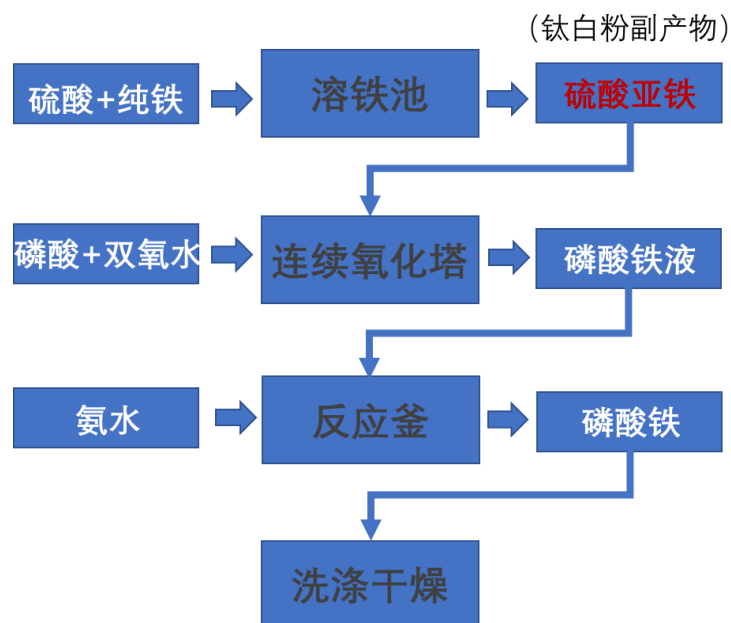 (钛白粉副产物)
硫酸+纯铁
溶铁池
硫酸亚铁
磷酸+双氧水
连续氧化塔
磷酸铁液
氨水
反应釜
磷酸铁
洗涤干燥